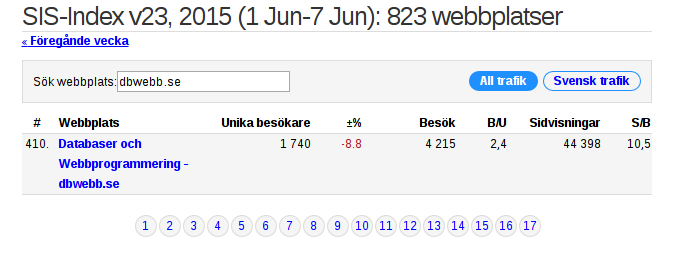 SIS-Index v23, 2015 (1 Jun-7 Jun): 823 webbplatser
« Föregånde vecka
Sök webbplats: dbwebb.se All trafik Svensk trafik
# Webbplats Unika besökare ±% Besök B/U Sidvisningar S/B
410. Databaser och 1 740 -8.8 4 215 2,4 44 398 10,5
Webbprogrammering -
dbwebb.se
1 2 3 4 5 6 7 8 9 10 11 12 13 14 15 16 17